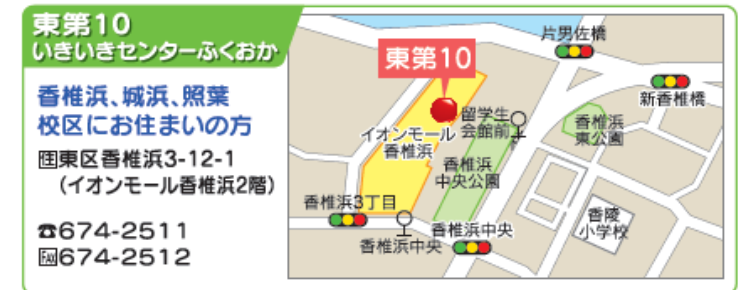 東第10
いきいきセンターふくおか
香椎浜、城浜、照葉
校区にお住まいの方
住東区香椎浜3-12-1
（イオンモール香椎浜2階）
☎674-2511
FAX674-2512
片男佐橋
東第10
新香椎橋
留学生
会館前
香椎浜
東公園
イオンモール
香椎浜
香椎浜
中央公園
香椎浜3丁目
香椎浜中央
香椎浜中央
香陵
小学校